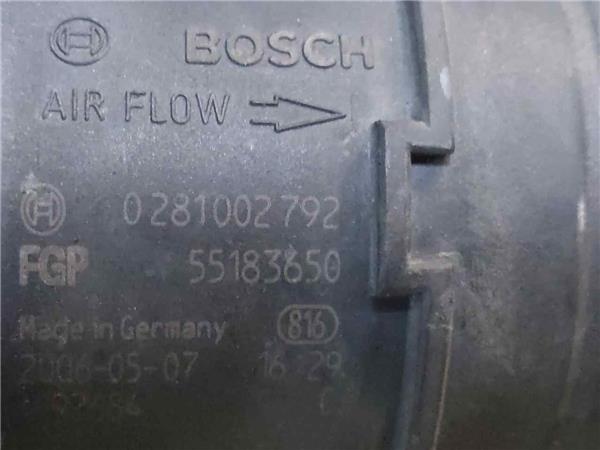 BOSCH
AIR FLOW
0 281 002 792
FGP 55183650
Made in Germany 816
2006-05-07 16:29